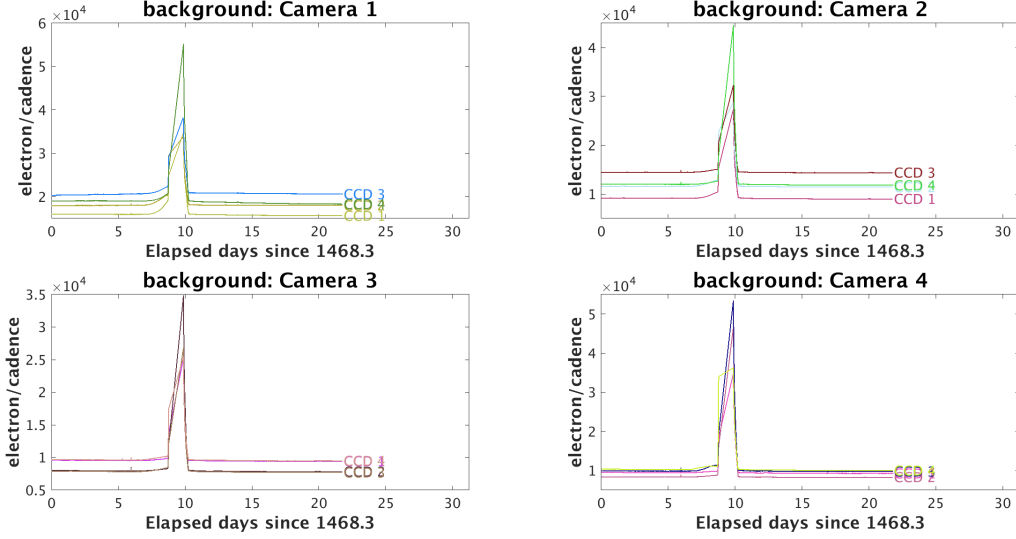 background: Camera 1
×10⁴
electron/cadence
6
5
4
3
2
CCD 3
CCD 4
CCD 1
0 5 10 15 20 25 30
Elapsed days since 1468.3
background: Camera 2
×10⁴
electron/cadence
4
3
2
1
CCD 3
CCD 4
CCD 1
0 5 10 15 20 25 30
Elapsed days since 1468.3
background: Camera 3
×10⁴
electron/cadence
3.5
3
2.5
2
1.5
1
0.5
CCD
CCD
0 5 10 15 20 25 30
Elapsed days since 1468.3
background: Camera 4
×10⁴
electron/cadence
5
4
3
2
1
CCD
CCD 2
0 5 10 15 20 25 30
Elapsed days since 1468.3